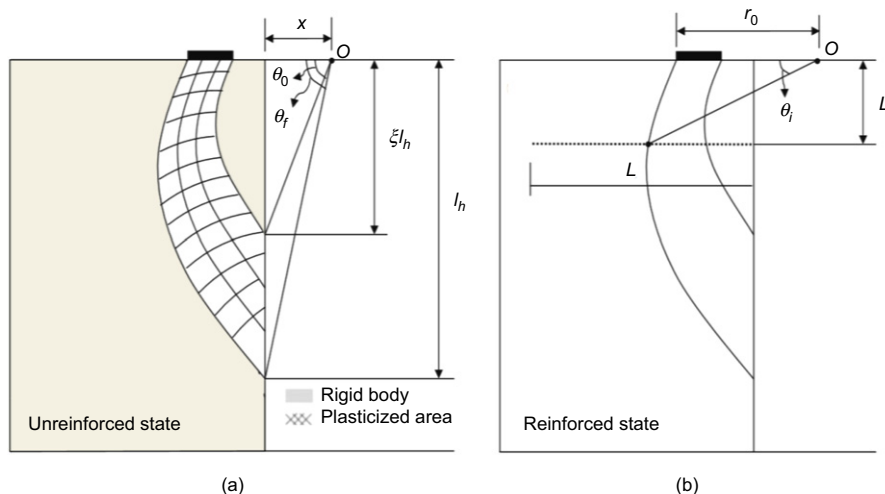 x
O
θ0
θf
ξlh
lh
Rigid body
Plasticized area
Unreinforced state
(a)
r0
O
θi
L
L
Reinforced state
(b)